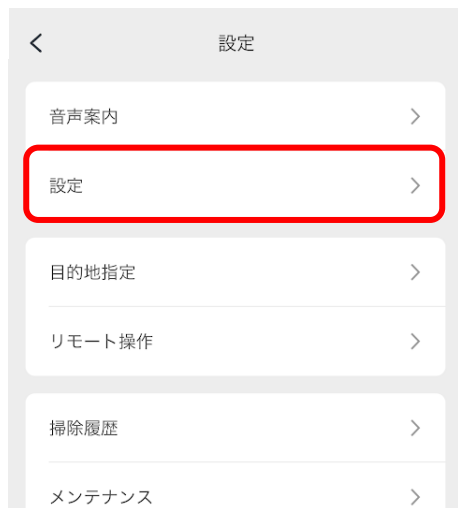 設定
音声案内
設定
目的地指定
リモート操作
掃除履歴
メンテナンス